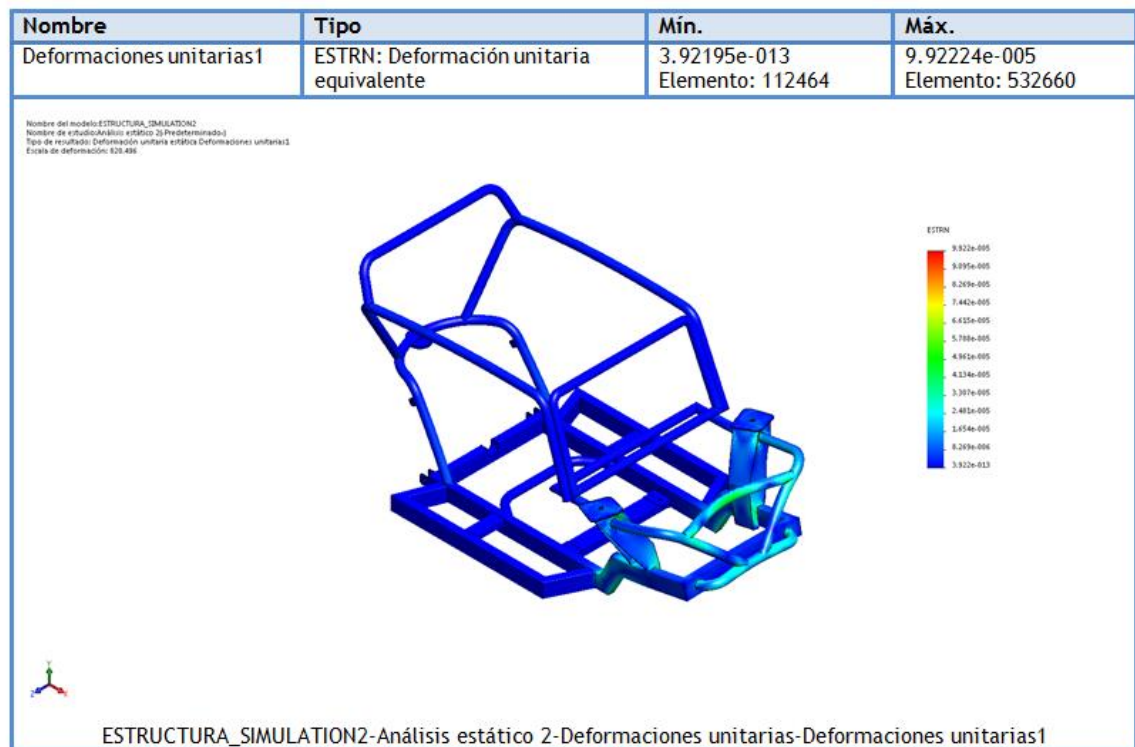 Nombre Tipo Mín. Máx.
Deformaciones unitarias1 ESTRN: Deformación unitaria equivalente 3.92195e-013 Elemento: 112464 9.92224e-005 Elemento: 532660
Nombre del modelo:ESTRUCTURA_SIMULATION2
Nombre de estudio:Análisis estático 2(-Predeterminado-)
Tipo de resultado: Deformación unitaria estática Deformaciones unitarias1
Escala de deformación: 820.486
ESTRN
9.922e-005
9.095e-005
8.269e-005
7.442e-005
6.615e-005
5.788e-005
4.961e-005
4.134e-005
3.307e-005
2.481e-005
1.654e-005
8.269e-006
3.922e-013
Y
Z
X
ESTRUCTURA_SIMULATION2-Análisis estático 2-Deformaciones unitarias-Deformaciones unitarias1